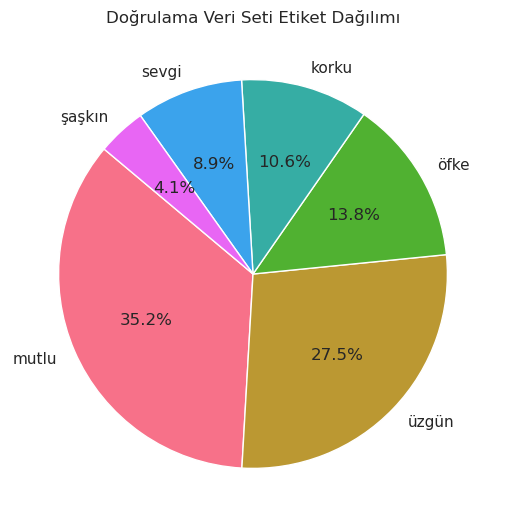 Doğrulama Veri Seti Etiket Dağılımı
sevgi
korku
şaşkın
öfke
8.9%
10.6%
4.1%
13.8%
35.2%
27.5%
mutlu
üzgün